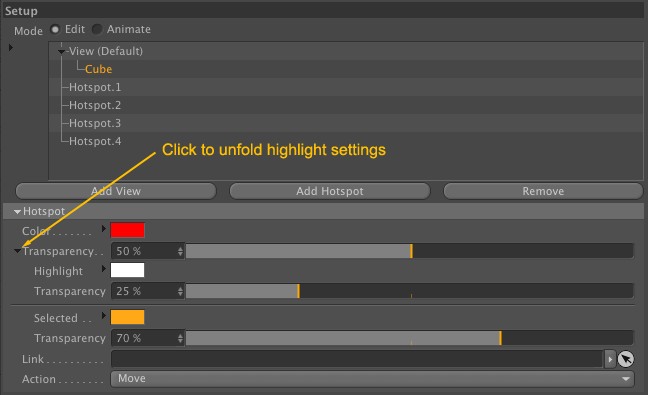 Setup
Mode Edit Animate
View (Default)
Cube
Hotspot.1
Hotspot.2
Hotspot.3
Hotspot.4
Click to unfold highlight settings
Add View Add Hotspot Remove
Hotspot
Color . . . . . . .
Transparency. . 50 %
Highlight
Transparency 25 %
Selected . .
Transparency 70 %
Link . . . . . . . . . .
Action . . . . . . . . Move